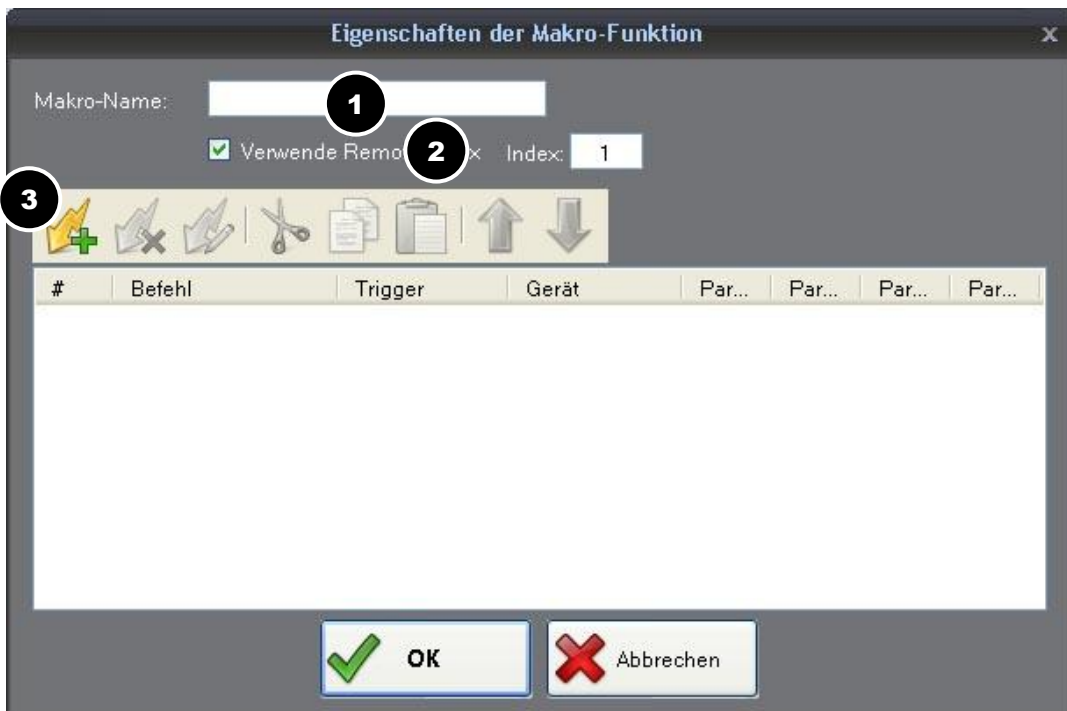 Eigenschaften der Makro-Funktion
x
Makro-Name:
1
Verwende Remo
2
x Index: 1
3
# Befehl Trigger Gerät Par... Par... Par... Par...
OK Abbrechen